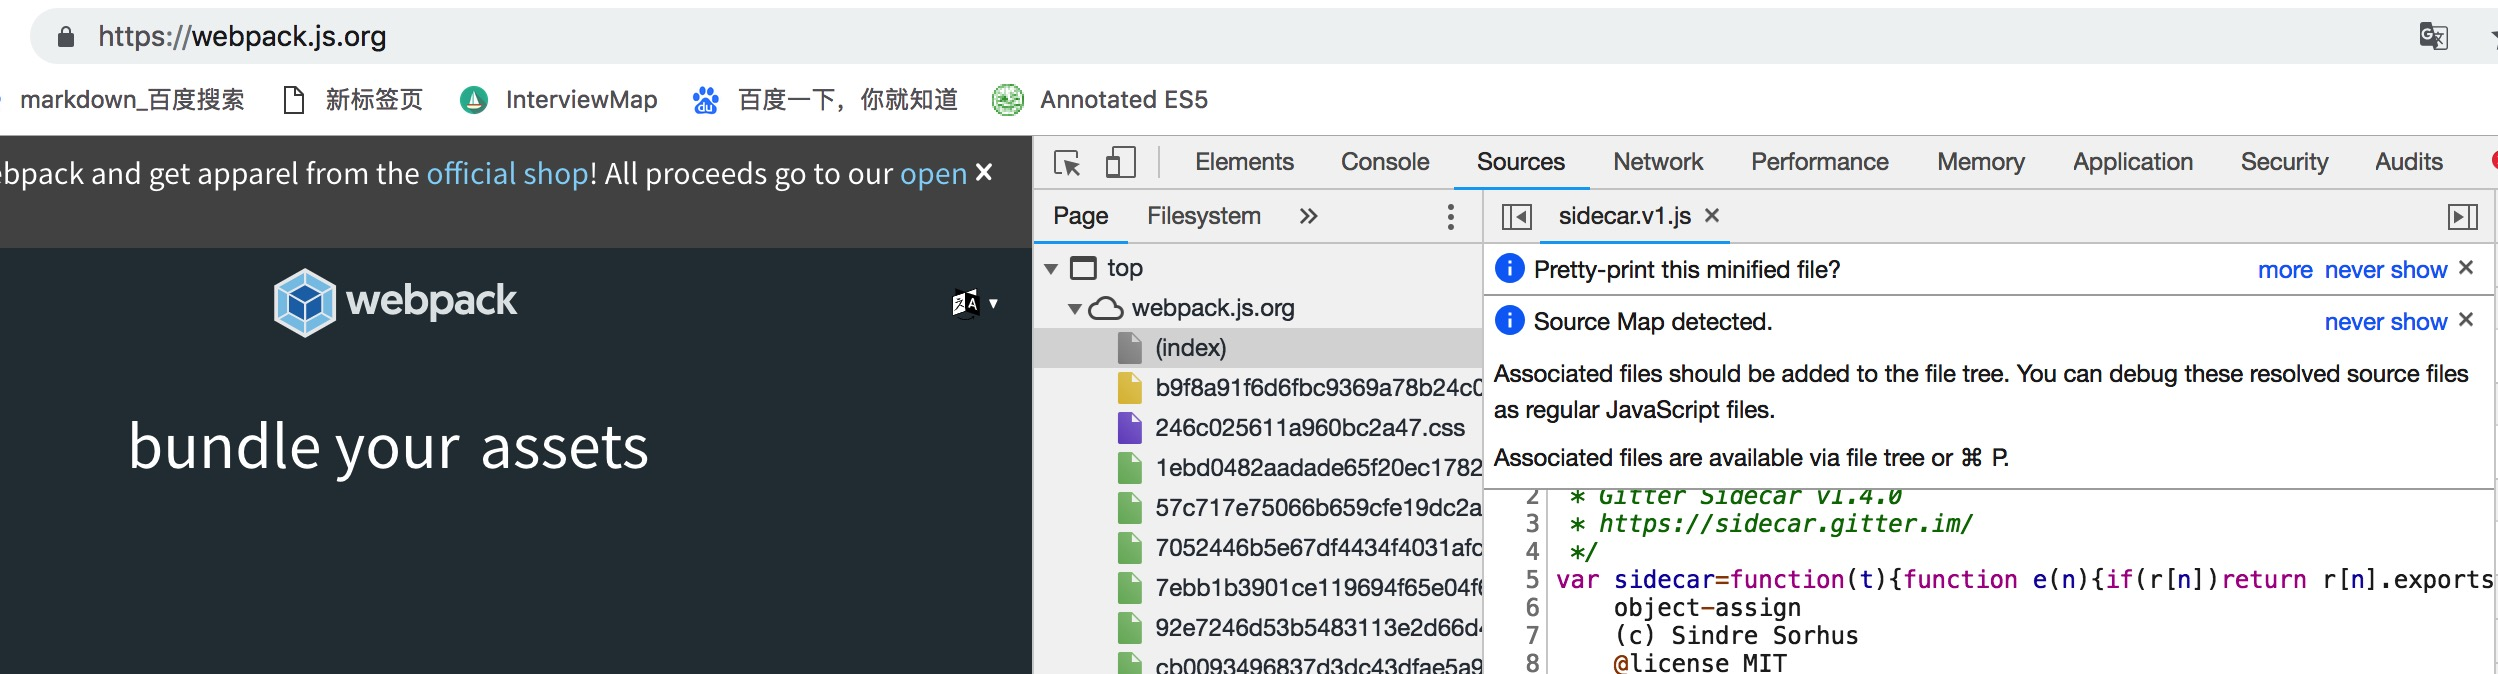 https://webpack.js.org
markdown_百度搜索 新标签页 InterviewMap 百度一下，你就知道 Annotated ES5
ebpack and get apparel from the official shop! All proceeds go to our open ×
webpack
bundle your assets
Elements Console Sources Network Performance Memory Application Security Audits
Page Filesystem »
top
webpack.js.org
(index)
b9f8a91f6d6fbc9369a78b24c0
246c025611a960bc2a47.css
1ebd0482aadade65f20ec1782
57c717e75066b659cfe19dc2a
7052446b5e67df4434f4031afc
7ebb1b3901ce119694f65e04f6
92e7246d53b5483113e2d66d4
cb0093496837d3dc43dfae5a9
sidecar.v1.js ×
Pretty-print this minified file? more never show ×
Source Map detected. never show ×
Associated files should be added to the file tree. You can debug these resolved source files
as regular JavaScript files.
Associated files are available via file tree or ⌘ P.
2 * Gitter Sidecar v1.4.0
3 * https://sidecar.gitter.im/
4 */
5 var sidecar=function(t){function e(n){if(r[n])return r[n].exports
6 object-assign
7 (c) Sindre Sorhus
8 @license MIT